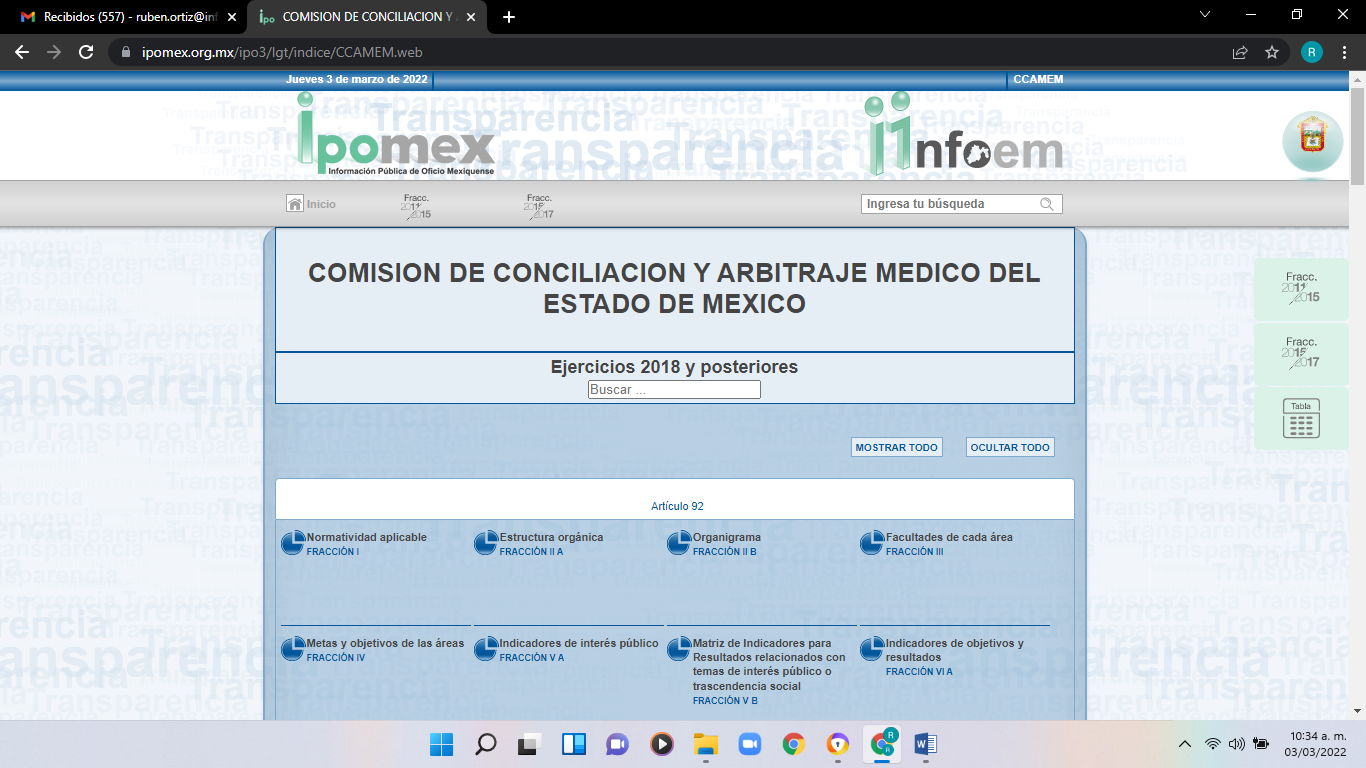 Recibidos (557) - ruben.ortiz@inf
COMISION DE CONCILIACION Y A
ipomex.org.mx/ipo3/lgt/indice/CCAMEM.web
R
Jueves 3 de marzo de 2022
CCAMEM
ipomex
Información Pública de Oficio Mexiquense
infoem
Inicio
Fracc.
2011
/2015
Fracc.
2015
/2017
Ingresa tu búsqueda
COMISION DE CONCILIACION Y ARBITRAJE MEDICO DEL
ESTADO DE MEXICO
Ejercicios 2018 y posteriores
Buscar ...
Fracc.
2011
/2015
Fracc.
2015
/2017
Tabla
MOSTRAR TODO
OCULTAR TODO
Artículo 92
Normatividad aplicable
FRACCIÓN I
Estructura orgánica
FRACCIÓN II A
Organigrama
FRACCIÓN II B
Facultades de cada área
FRACCIÓN III
Metas y objetivos de las áreas
FRACCIÓN IV
Indicadores de interés público
FRACCIÓN V A
Matriz de Indicadores para
Resultados relacionados con
temas de interés público o
trascendencia social
FRACCIÓN V B
Indicadores de objetivos y
resultados
FRACCIÓN VI A
10:34 a. m.
03/03/2022